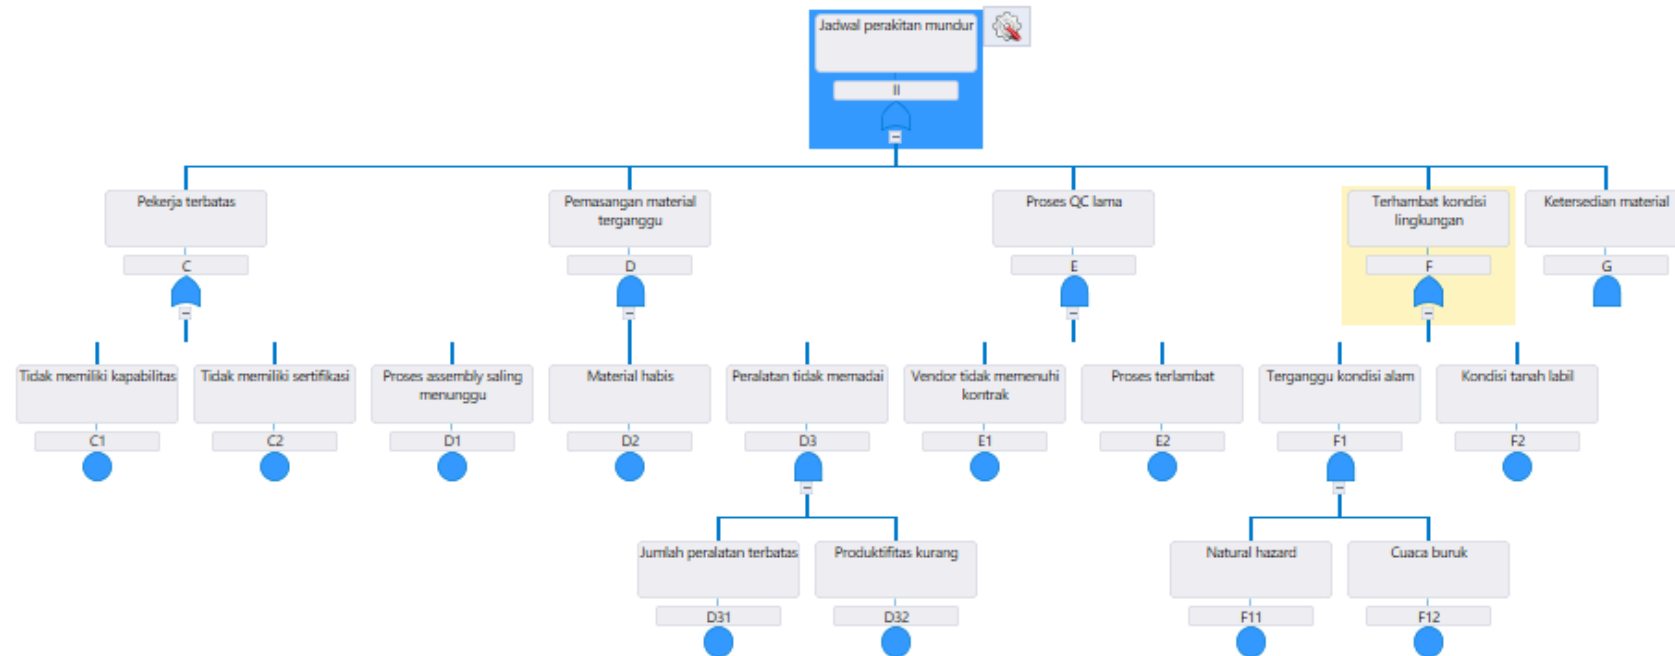 Jadwal perakitan mundur
II
Pekerja terbatas
C
Pemasangan material
terganggu
D
Proses QC lama
E
Terhambat kondisi
lingkungan
F
Ketersedian material
G
Tidak memiliki kapabilitas
C1
Tidak memiliki sertifikasi
C2
Proses assembly saling
menunggu
D1
Material habis
D2
Peralatan tidak memadai
D3
Vendor tidak memenuhi
kontrak
E1
Proses terlambat
E2
Terganggu kondisi alam
F1
Kondisi tanah labil
F2
Jumlah peralatan terbatas
D31
Produktifitas kurang
D32
Natural hazard
F11
Cuaca buruk
F12